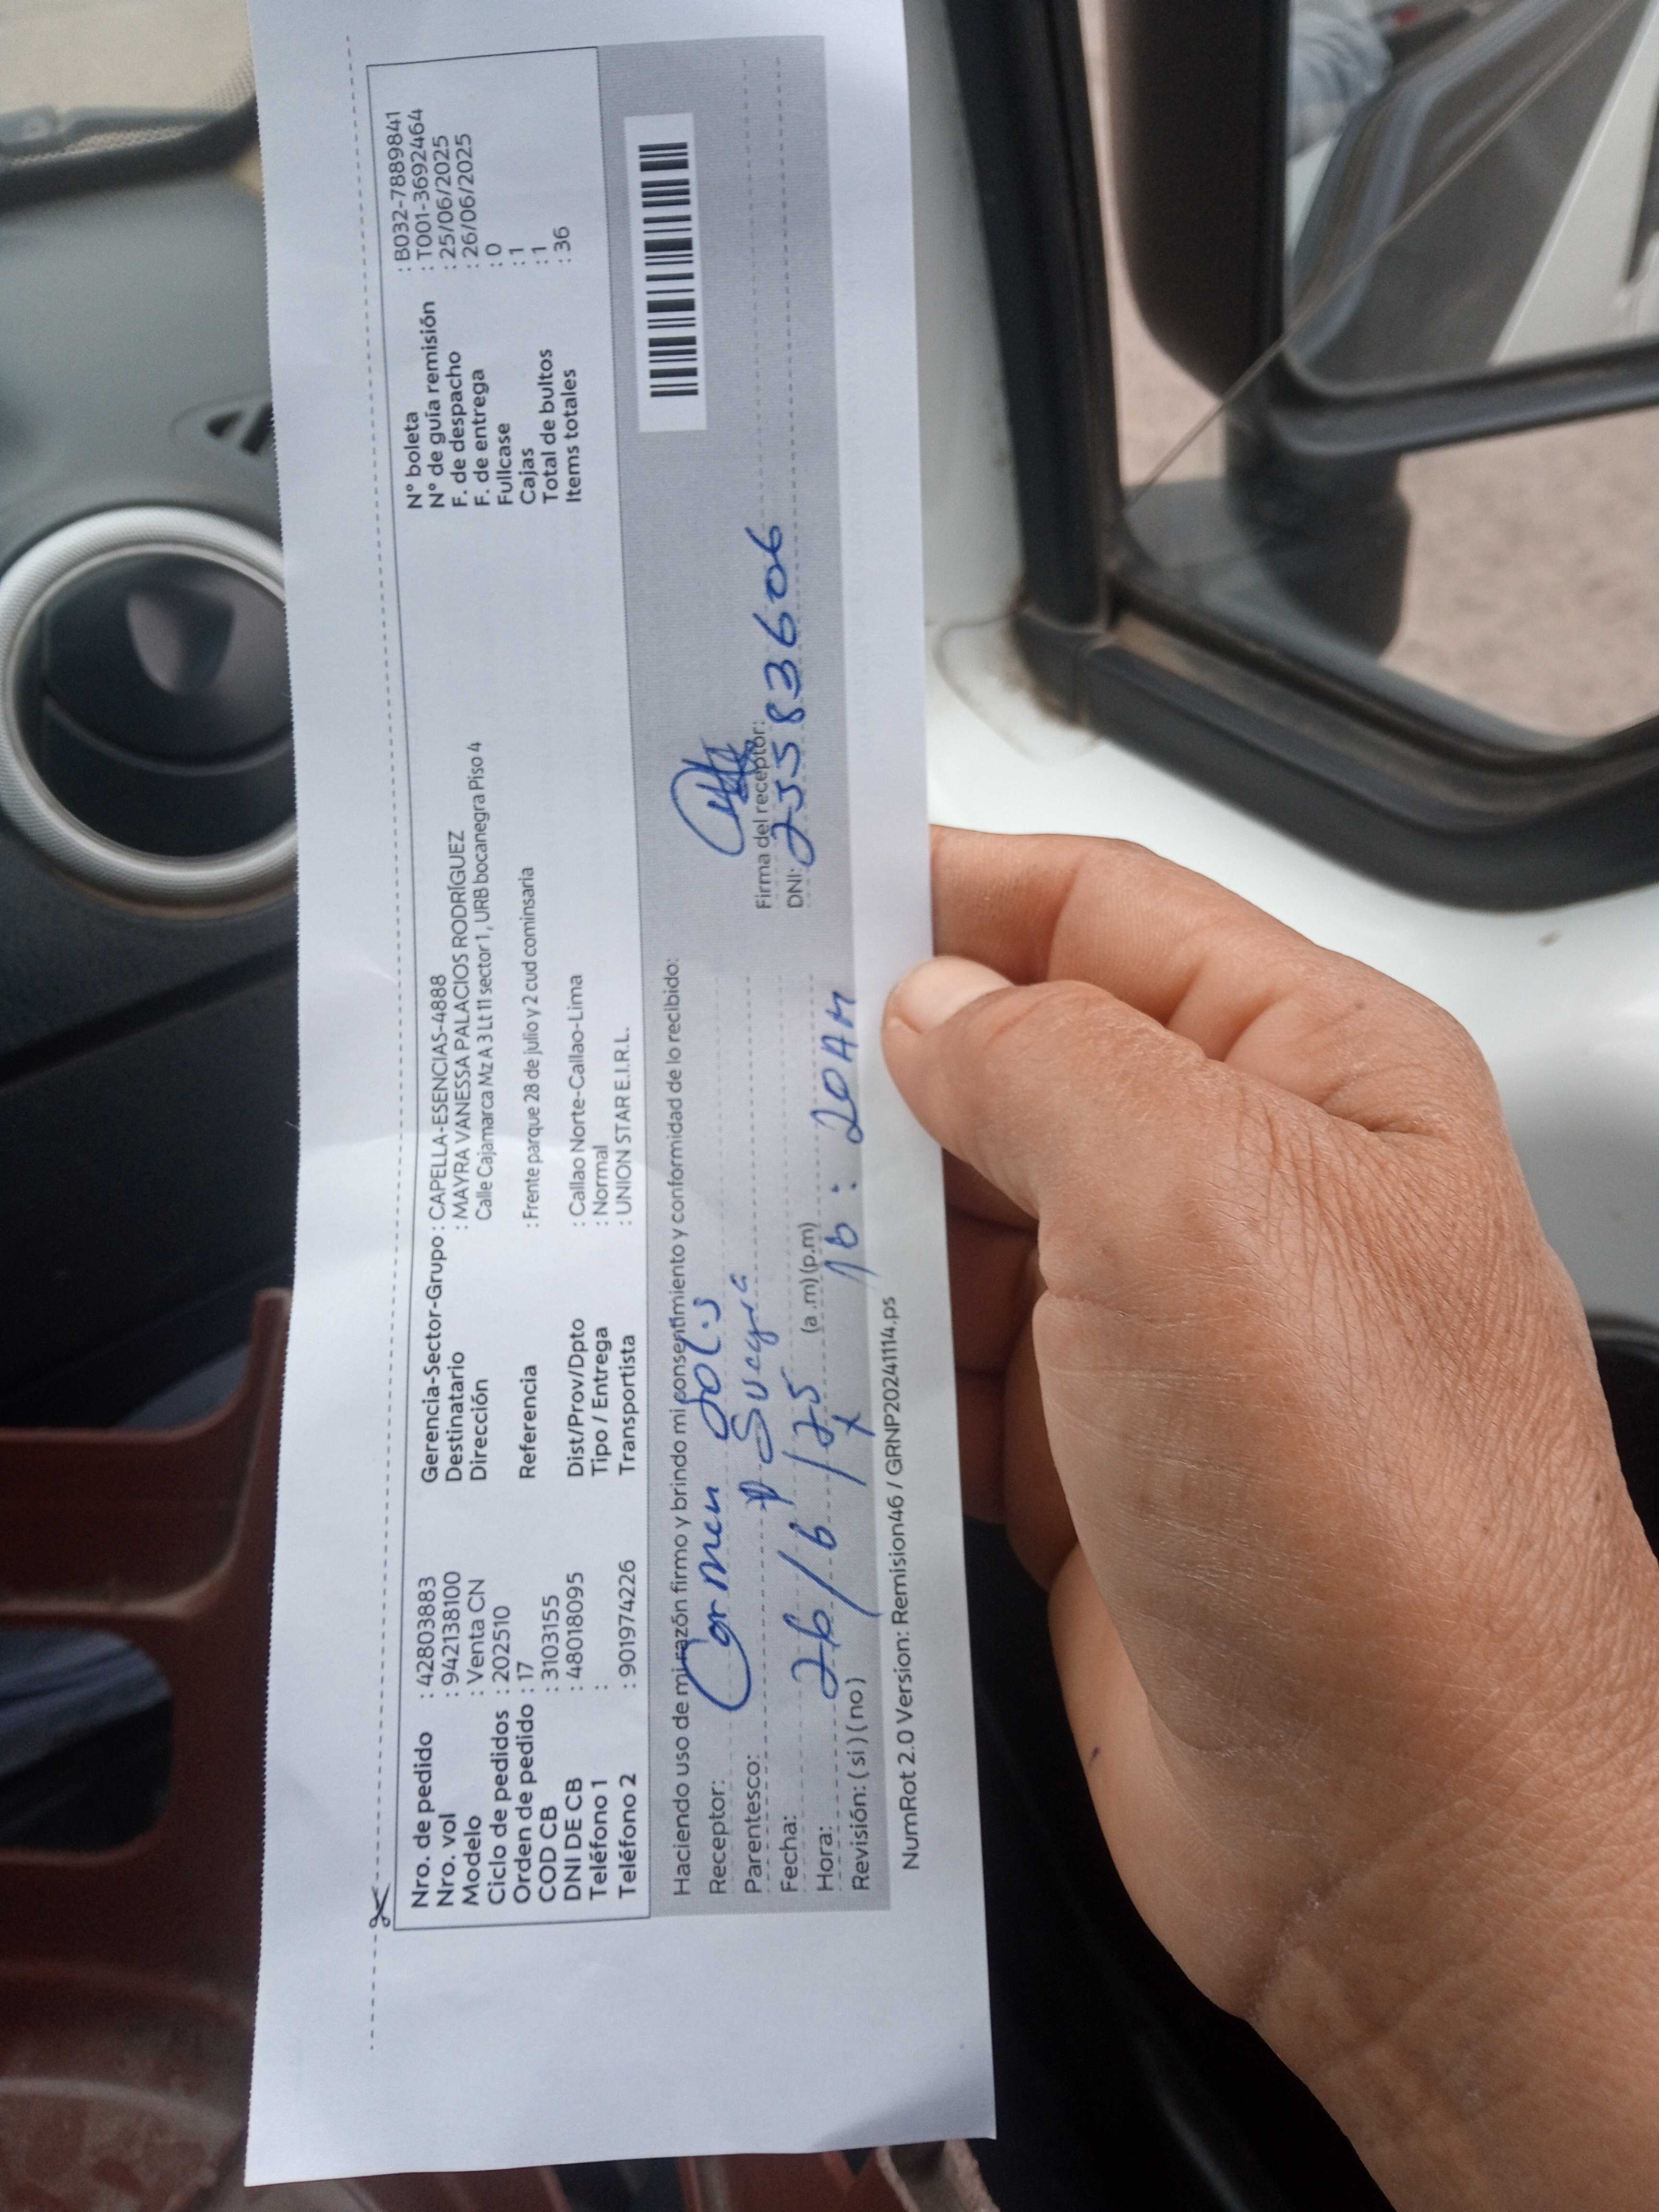 Nro. de pedido : 42803883
Nro. vol : 942138100
Modelo : Venta CN
Ciclo de pedidos : 202510
Orden de pedido : 17
COD CB : 3103155
DNI DE CB : 48018095
Teléfono 1 :
Teléfono 2 : 901974226
Gerencia-Sector-Grupo : CAPELLA-ESENCIAS-4888
Destinatario : MAYRA VANESSA PALACIOS RODRÍGUEZ
Dirección Calle Cajamarca Mz A 3 Lt 11 sector 1, URB bocanegra Piso 4
Referencia : Frente parque 28 de julio y 2 cud cominsaria
Dist/Prov/Dpto : Callao Norte-Callao-Lima
Tipo / Entrega : Normal
Transportista : UNION STAR E.I.R.L.
N° boleta : B032-78898​41
N° de guía remisión : T001-3692464
F. de despacho : 25/06/2025
F. de entrega : 26/06/2025
Fullcase : 0
Cajas : 1
Total de bultos : 1
Items totales : 36
Haciendo uso de mi razón firmo y brindo mi consentimiento y conformidad de lo recibido:
Receptor: Carmen Solis
Parentesco: Suegra
Fecha: 26/6/25
Hora: (a.m) (p.m)
Revisión: ( si ) ( no ) : 20 AM
Firma del receptor:
DNI: 25583606
NumRot 2.0 Version: Remision46 / GRNP20241114.ps